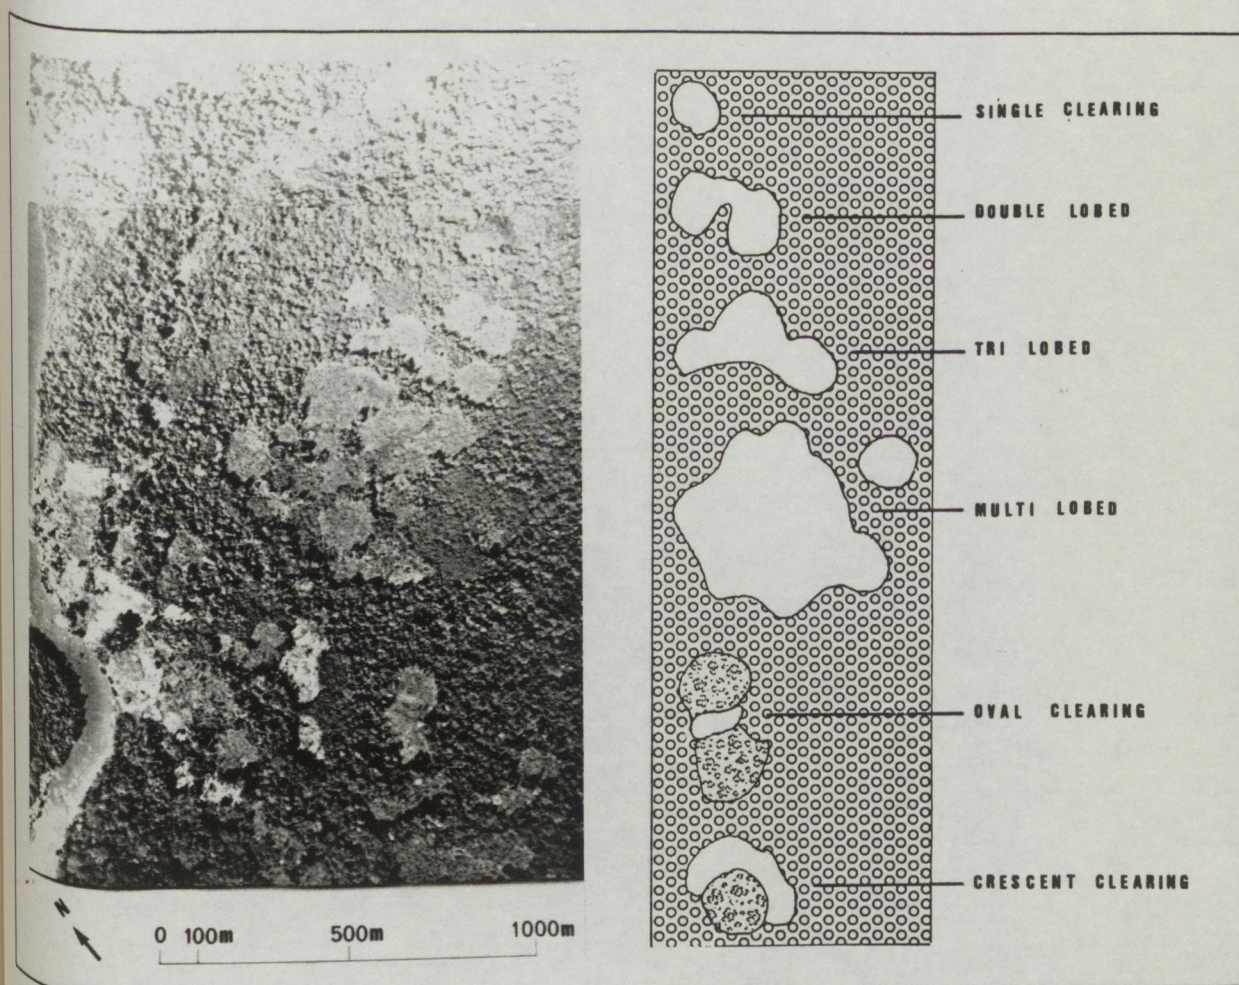 SINGLE CLEARING
DOUBLE LOBED
TRI LOBED
MULTI LOBED
OVAL CLEARING
CRESCENT CLEARING
N
0 100m 500m 1000m